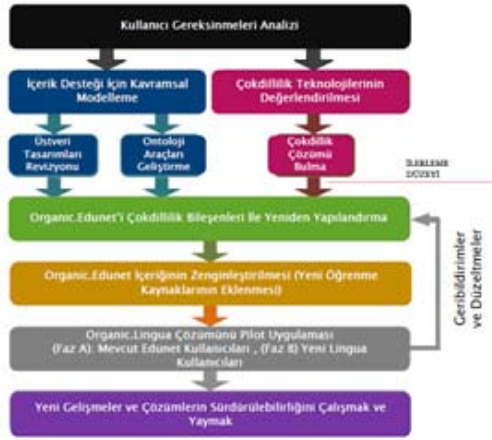 Kullanıcı Gereksinmeleri Analizi
İçerik Desteği İçin Kavramsal
Modelleme
Çokdillilik Teknolojilerinin
Değerlendirilmesi
Üstveri
Tasarımları
Revizyonu
Ontoloji
Araçları
Geliştirme
Çokdillik
Çözümü
Bulma
İLERLEME
DÜZEYİ
Organic.Edunet'i Çokdillilik Bileşenleri İle Yeniden Yapılandırma
Organic.Edunet İçeriğinin Zenginleştirilmesi (Yeni Öğrenme
Kaynaklarının Eklenmesi)
Organic.Lingua Çözümünü Pilot Uygulaması
(Faz A): Mevcut Edunet Kullanıcıları , (Faz B) Yeni Lingua
Kullanıcıları
Geribildirimler
ve Düzeltmeler
Yeni Gelişmeler ve Çözümlerin Sürdürülebilirliğini Çalışmak ve
Yaymak